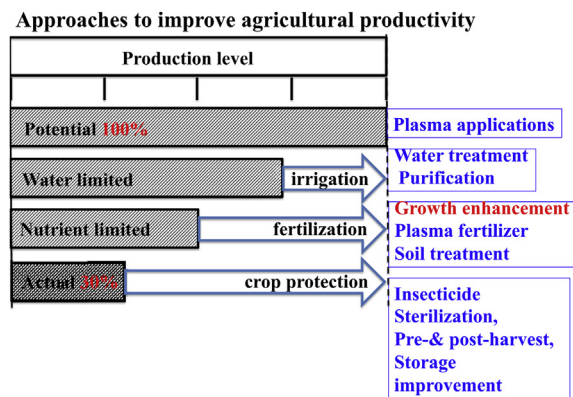 Approaches to improve agricultural productivity
Production level
Potential 100%
Plasma applications
Water limited
irrigation
Water treatment
Purification
Nutrient limited
fertilization
Growth enhancement
Plasma fertilizer
Soil treatment
Actual 30%
crop protection
Insecticide
Sterilization,
Pre-& post-harvest,
Storage
improvement